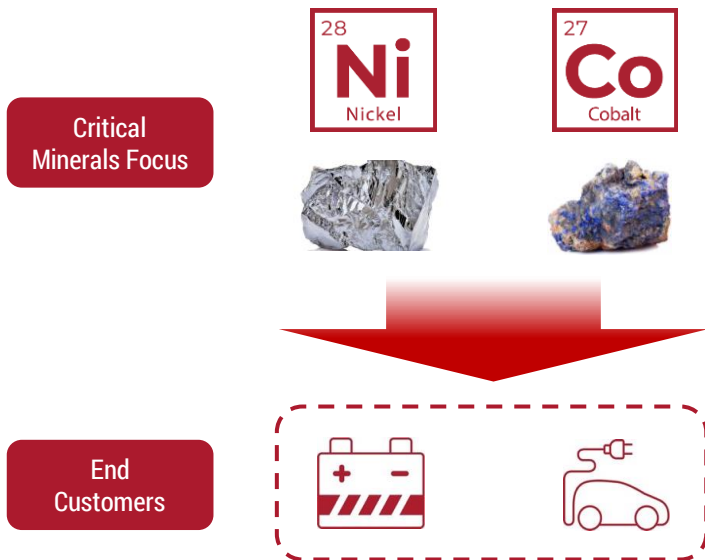 28
Ni
Nickel
27
Co
Cobalt
Critical
Minerals Focus
+ −
End
Customers